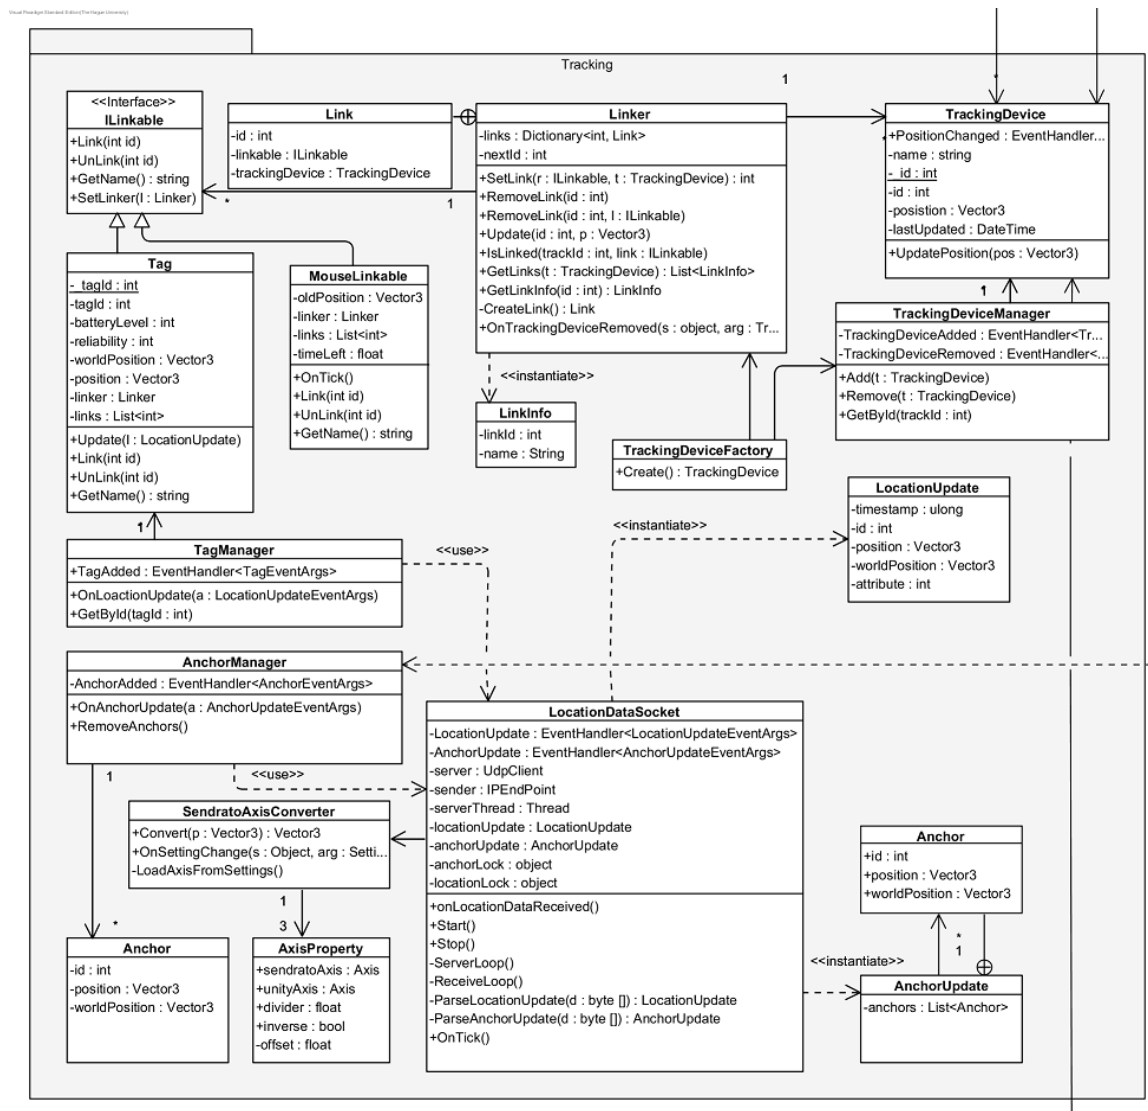 Visual Paradigm Standard Edition(The Hague University)
Tracking
<<Interface>>
ILinkable
+Link(int id)
+UnLink(int id)
+GetName() : string
+SetLinker(l : Linker)
Link
-id : int
-linkable : ILinkable
-trackingDevice : TrackingDevice
Linker
-links : Dictionary<int, Link>
-nextId : int
+SetLink(r : ILinkable, t : TrackingDevice) : int
+RemoveLink(id : int)
+RemoveLink(id : int, l : ILinkable)
+Update(id : int, p : Vector3)
+IsLinked(trackId : int, link : ILinkable)
+GetLinks(t : TrackingDevice) : List<LinkInfo>
+GetLinkInfo(id : int) : LinkInfo
-CreateLink() : Link
+OnTrackingDeviceRemoved(s : object, arg : Tr...
1
*
TrackingDevice
+PositionChanged : EventHandler...
-name : string
-_id : int
-id : int
-posistion : Vector3
-lastUpdated : DateTime
+UpdatePosition(pos : Vector3)
*
1
Tag
-_tagId : int
-tagId : int
-batteryLevel : int
-reliability : int
-worldPosition : Vector3
-position : Vector3
-linker : Linker
-links : List<int>
+Update(l : LocationUpdate)
+Link(int id)
+UnLink(int id)
+GetName() : string
MouseLinkable
-oldPosition : Vector3
-linker : Linker
-links : List<int>
-timeLeft : float
+OnTick()
+Link(int id)
+UnLink(int id)
+GetName() : string
<<instantiate>>
LinkInfo
-linkId : int
-name : String
1
TrackingDeviceManager
-TrackingDeviceAdded : EventHandler<Tr...
-TrackingDeviceRemoved : EventHandler<...
+Add(t : TrackingDevice)
+Remove(t : TrackingDevice)
+GetById(trackId : int)
TrackingDeviceFactory
+Create() : TrackingDevice
LocationUpdate
-timestamp : ulong
-id : int
-position : Vector3
-worldPosition : Vector3
-attribute : int
<<instantiate>>
1
TagManager
+TagAdded : EventHandler<TagEventArgs>
+OnLoactionUpdate(a : LocationUpdateEventArgs)
+GetById(tagId : int)
<<use>>
AnchorManager
-AnchorAdded : EventHandler<AnchorEventArgs>
+OnAnchorUpdate(a : AnchorUpdateEventArgs)
+RemoveAnchors()
1
<<use>>
LocationDataSocket
-LocationUpdate : EventHandler<LocationUpdateEventArgs>
-AnchorUpdate : EventHandler<AnchorUpdateEventArgs>
-server : UdpClient
-sender : IPEndPoint
-serverThread : Thread
-locationUpdate : LocationUpdate
-anchorUpdate : AnchorUpdate
-anchorLock : object
-locationLock : object
+onLocationDataReceived()
+Start()
+Stop()
-ServerLoop()
-ReceiveLoop()
-ParseLocationUpdate(d : byte []) : LocationUpdate
-ParseAnchorUpdate(d : byte []) : AnchorUpdate
+OnTick()
SendratoAxisConverter
+Convert(p : Vector3) : Vector3
+OnSettingChange(s : Object, arg : Setti...
-LoadAxisFromSettings()
1
3
*
Anchor
-id : int
-position : Vector3
-worldPosition : Vector3
AxisProperty
+sendratoAxis : Axis
+unityAxis : Axis
+divider : float
+inverse : bool
-offset : float
Anchor
+id : int
+position : Vector3
+worldPosition : Vector3
*
1
<<instantiate>>
AnchorUpdate
-anchors : List<Anchor>